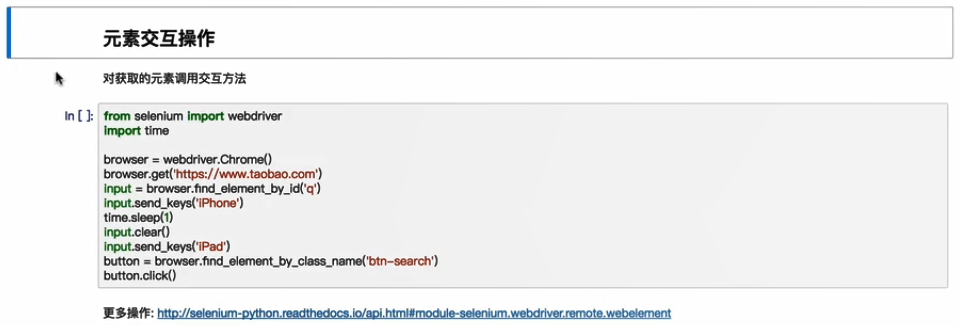 元素交互操作
对获取的元素调用交互方法
In [ ]: from selenium import webdriver
import time
browser = webdriver.Chrome()
browser.get('https://www.taobao.com')
input = browser.find_element_by_id('q')
input.send_keys('iPhone')
time.sleep(1)
input.clear()
input.send_keys('iPad')
button = browser.find_element_by_class_name('btn-search')
button.click()
更多操作: http://selenium-python.readthedocs.io/api.html#module-selenium.webdriver.remote.webelement